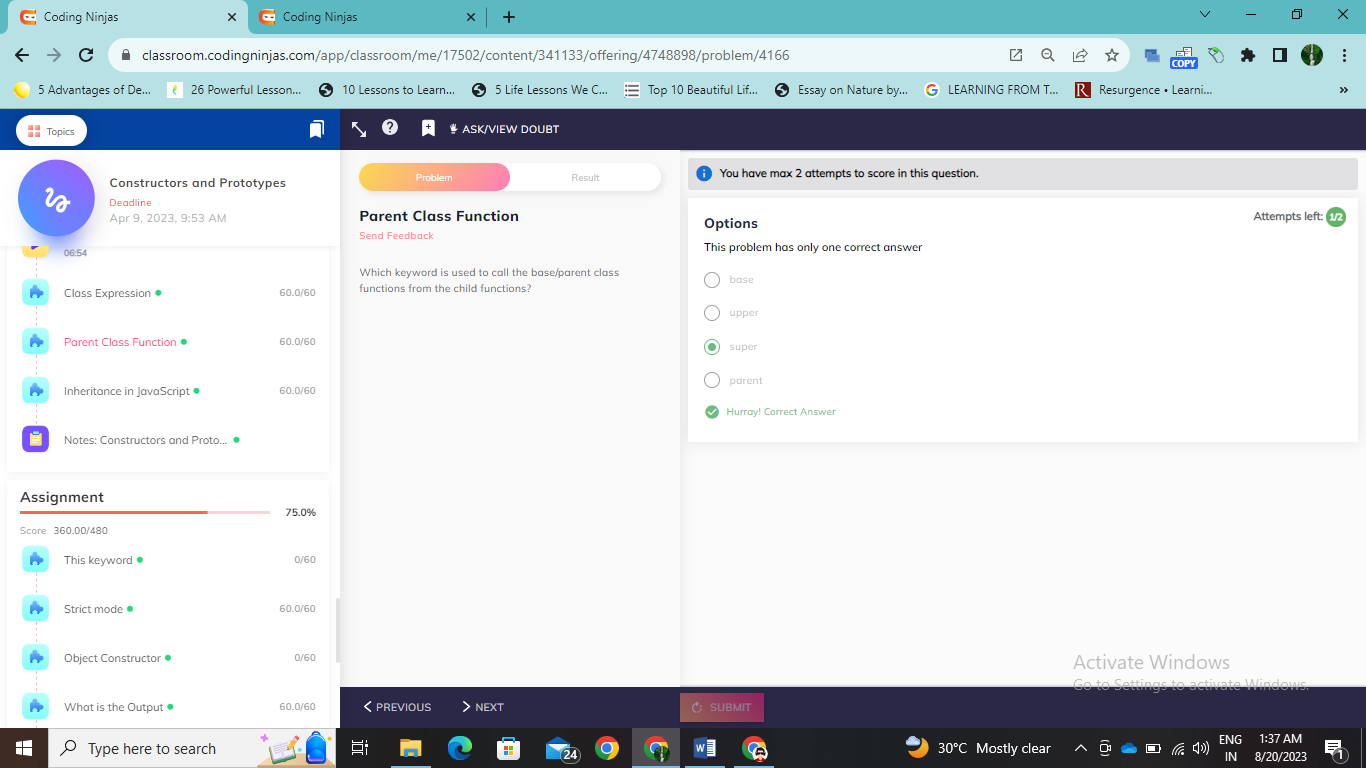 Coding Ninjas
Coding Ninjas
classroom.codingninjas.com/app/classroom/me/17502/content/341133/offering/4748898/problem/4166
COPY
5 Advantages of De...
26 Powerful Lesson...
10 Lessons to Learn...
5 Life Lessons We C...
Top 10 Beautiful Lif...
Essay on Nature by...
LEARNING FROM T...
Resurgence • Learni...
Topics
ASK/VIEW DOUBT
Constructors and Prototypes
Deadline
Apr 9, 2023, 9:53 AM
06:54
Class Expression
60.0/60
Parent Class Function
60.0/60
Inheritance in JavaScript
60.0/60
Notes: Constructors and Proto...
Assignment
75.0%
Score 360.00/480
This keyword
0/60
Strict mode
60.0/60
Object Constructor
0/60
What is the Output
60.0/60
Problem
Result
Parent Class Function
Send Feedback
Which keyword is used to call the base/parent class
functions from the child functions?
You have max 2 attempts to score in this question.
Options
Attempts left: 1/2
This problem has only one correct answer
base
upper
super
parent
Hurray! Correct Answer
Activate Windows
Go to Settings to activate Windows.
PREVIOUS
NEXT
SUBMIT
Type here to search
24
30°C Mostly clear
ENG
IN
1:37 AM
8/20/2023
1